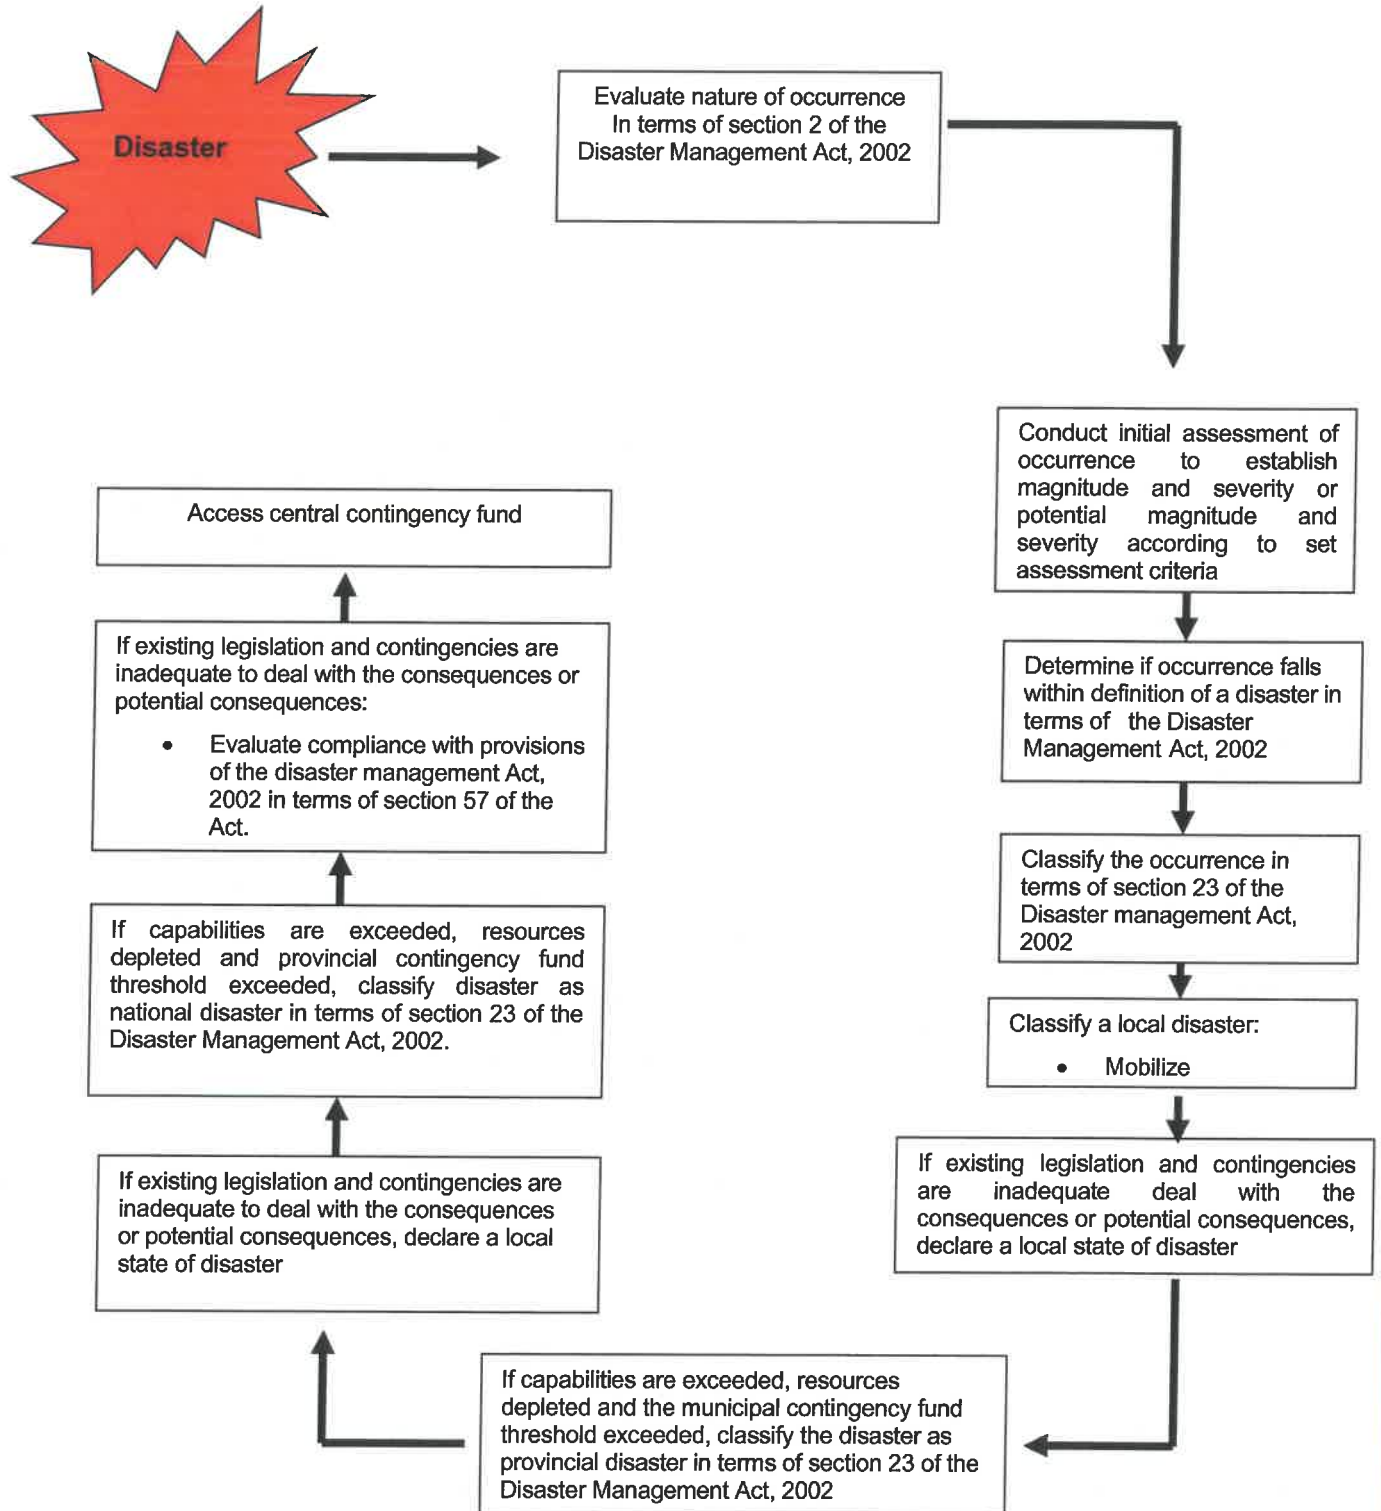 Disaster
Evaluate nature of occurrence
In terms of section 2 of the
Disaster Management Act, 2002
Conduct initial assessment of
occurrence to establish
magnitude and severity or
potential magnitude and
severity according to set
assessment criteria
Determine if occurrence falls
within definition of a disaster in
terms of the Disaster
Management Act, 2002
Classify the occurrence in
terms of section 23 of the
Disaster management Act,
2002
Classify a local disaster:
• Mobilize
If existing legislation and contingencies
are inadequate deal with the
consequences or potential consequences,
declare a local state of disaster
If capabilities are exceeded, resources
depleted and the municipal contingency fund
threshold exceeded, classify the disaster as
provincial disaster in terms of section 23 of the
Disaster Management Act, 2002
If existing legislation and contingencies are
inadequate to deal with the consequences
or potential consequences, declare a local
state of disaster
If capabilities are exceeded, resources
depleted and provincial contingency fund
threshold exceeded, classify disaster as
national disaster in terms of section 23 of the
Disaster Management Act, 2002.
If existing legislation and contingencies are
inadequate to deal with the consequences or
potential consequences:
• Evaluate compliance with provisions
of the disaster management Act,
2002 in terms of section 57 of the
Act.
Access central contingency fund